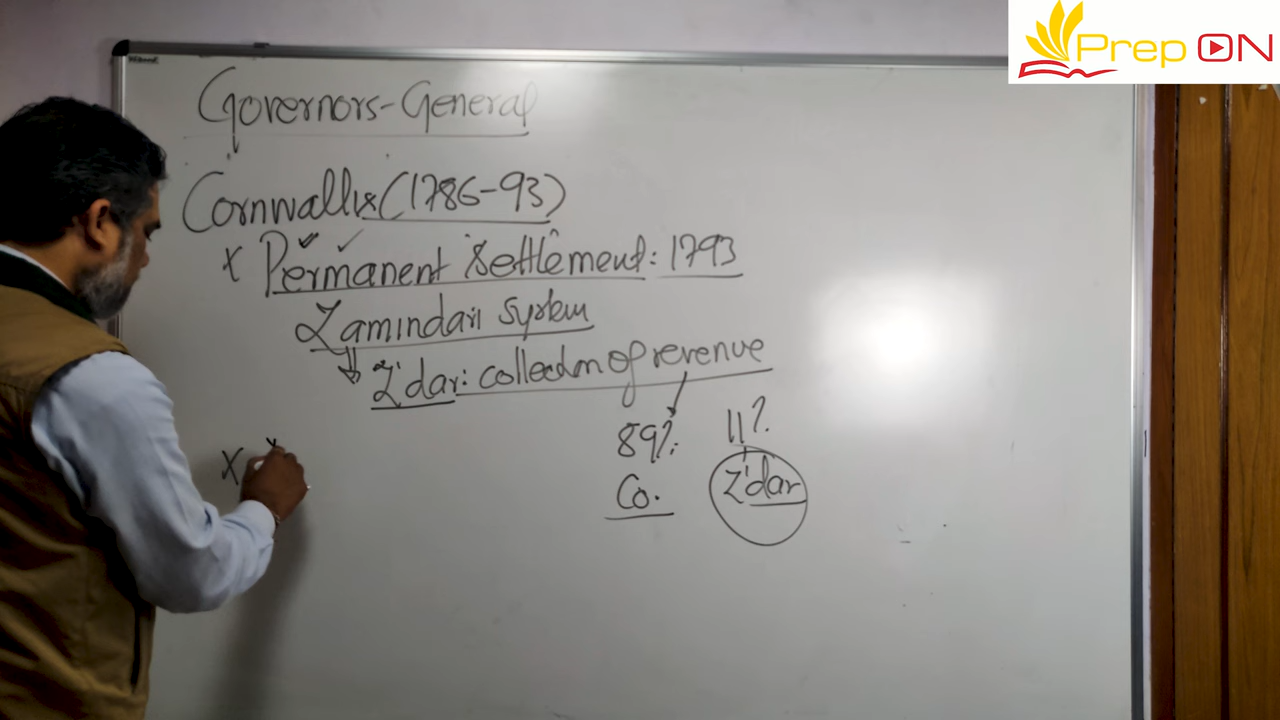 Prep ON
Governors-General
Cornwallis (1786-93)
x Permanent Settlement: 1793
Zamindari System
Z'dar: collection of revenue
89% 11%
Co. Z'dar
x